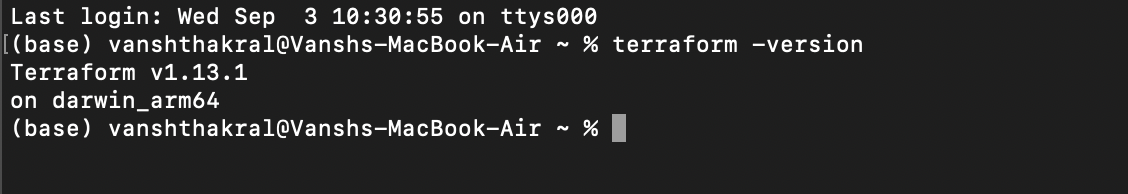 Last login: Wed Sep  3 10:30:55 on ttys000
[(base) vanshthakral@Vanshs-MacBook-Air ~ % terraform -version
Terraform v1.13.1
on darwin_arm64
(base) vanshthakral@Vanshs-MacBook-Air ~ %